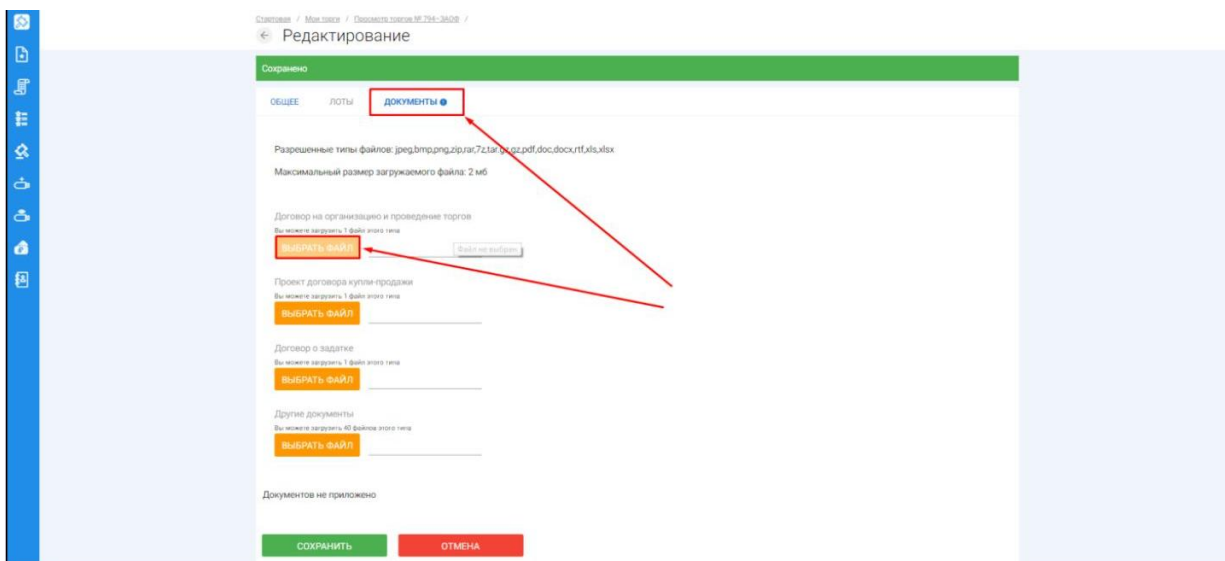 Стартовая / Мои торги / Просмотр торгов № 794-ЗАОФ /
Редактирование
Сохранено
ОБЩЕЕ ЛОТЫ ДОКУМЕНТЫ
Разрешенные типы файлов: jpeg,bmp,png,zip,rar,7z,tar.gz,gz,pdf,doc,docx,rtf,xls,xlsx
Максимальный размер загружаемого файла: 2 мб
Договор на организацию и проведение торгов
Вы можете загрузить 1 файл этого типа
ВЫБРАТЬ ФАЙЛ Файл не выбран
Проект договора купли-продажи
Вы можете загрузить 1 файл этого типа
ВЫБРАТЬ ФАЙЛ
Договор о задатке
Вы можете загрузить 1 файл этого типа
ВЫБРАТЬ ФАЙЛ
Другие документы
Вы можете загрузить 40 файлов этого типа
ВЫБРАТЬ ФАЙЛ
Документов не приложено
СОХРАНИТЬ ОТМЕНА